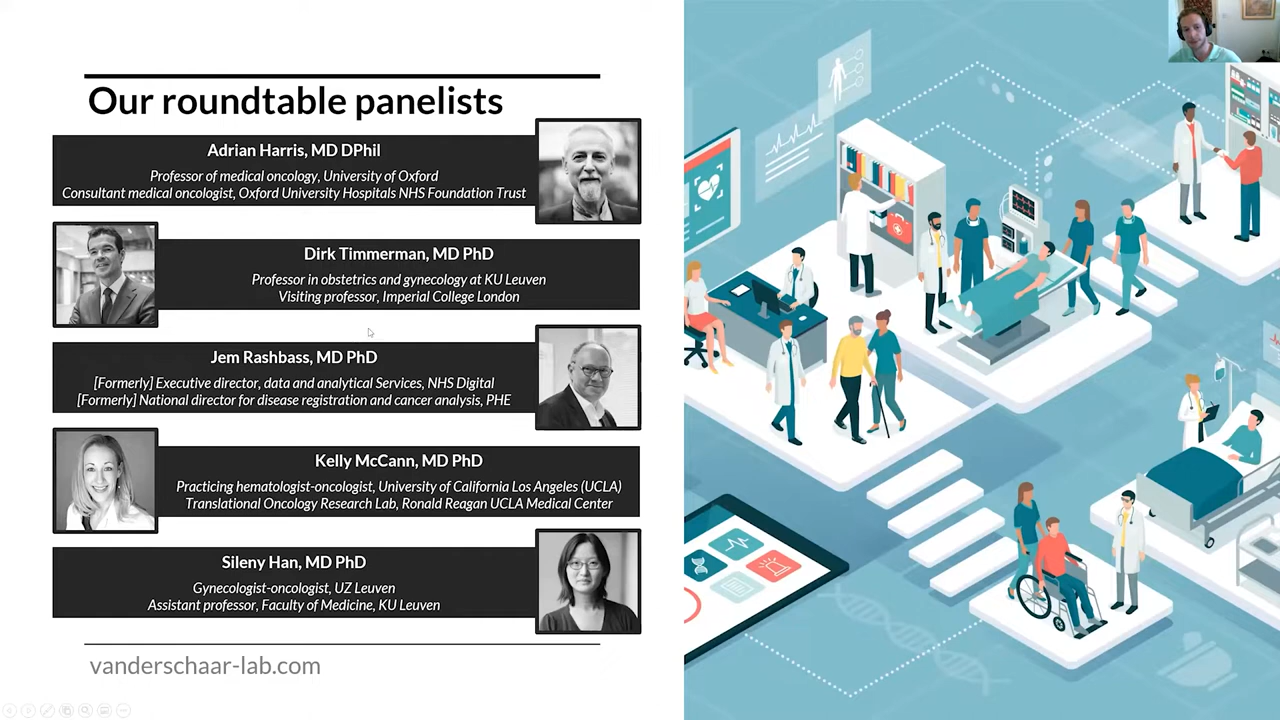 Our roundtable panelists
Adrian Harris, MD DPhil
Professor of medical oncology, University of Oxford
Consultant medical oncologist, Oxford University Hospitals NHS Foundation Trust
Dirk Timmerman, MD PhD
Professor in obstetrics and gynecology at KU Leuven
Visiting professor, Imperial College London
Jem Rashbass, MD PhD
[Formerly] Executive director, data and analytical Services, NHS Digital
[Formerly] National director for disease registration and cancer analysis, PHE
Kelly McCann, MD PhD
Practicing hematologist-oncologist, University of California Los Angeles (UCLA)
Translational Oncology Research Lab, Ronald Reagan UCLA Medical Center
Sileny Han, MD PhD
Gynecologist-oncologist, UZ Leuven
Assistant professor, Faculty of Medicine, KU Leuven
vanderschaar-lab.com